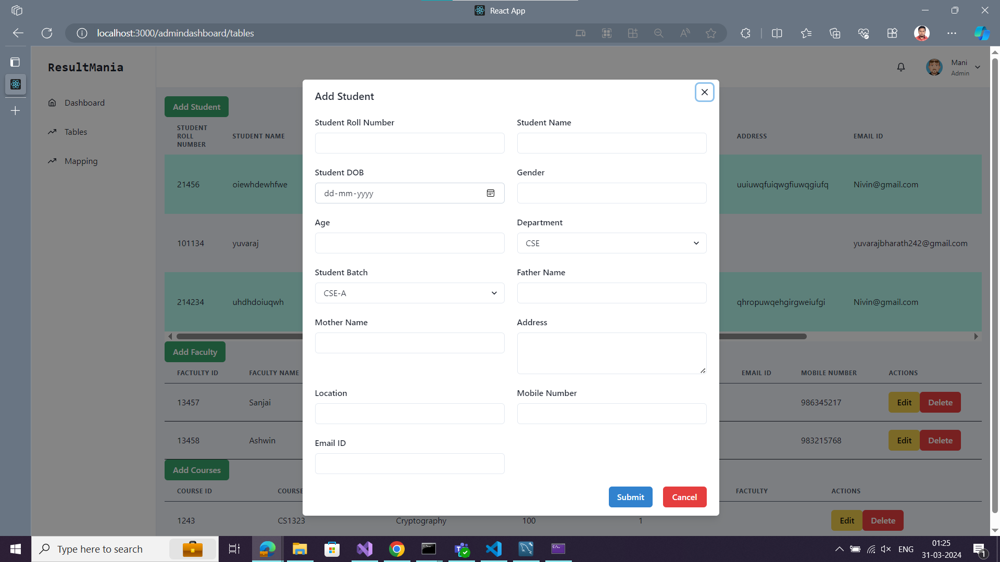 React App
localhost:3000/admindashboard/tables
ResultMania
Mani
Admin
Dashboard
Tables
Mapping
Add Student
STUDENT ROLL NUMBER
STUDENT NAME
ADDRESS
EMAIL ID
21456
oiewhdewhfwe
uuiuwqfuiqwgfiuwqgiufq
Nivin@gmail.com
101134
yuvaraj
yuvarajbharath242@gmail.com
214234
uhdhdoiuqwh
qhropuwqehgirgweiufgi
Nivin@gmail.com
Add Student
Student Roll Number
Student Name
Student DOB
Gender
dd-mm-yyyy
Age
Department
CSE
Student Batch
Father Name
CSE-A
Mother Name
Address
Location
Mobile Number
Email ID
Submit
Cancel
Add Faculty
FACTULTY ID
FACULTY NAME
EMAIL ID
MOBILE NUMBER
ACTIONS
13457
Sanjai
986345217
Edit
Delete
13458
Ashwin
983215768
Edit
Delete
Add Courses
COURSE ID
COURSE
FACTULTY
ACTIONS
1243
CS1323
Cryptography
100
1
Edit
Delete
Type here to search
ENG
01:25
31-03-2024
1